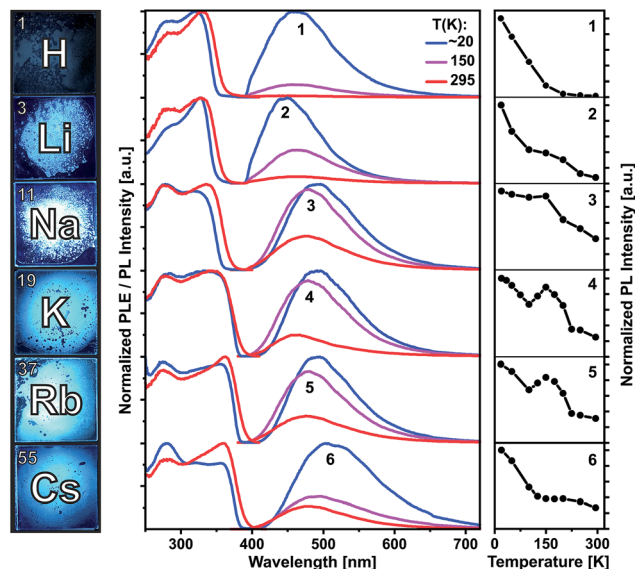 1
H
3
Li
11
Na
19
K
37
Rb
55
Cs
Normalized PLE / PL Intensity [a.u.]
1
T(K):
~20
150
295
2
3
4
5
6
300 400 500 600 700
Wavelength [nm]
1
2
3
4
5
6
0 150 300
Temperature [K]
Normalized PL Intensity [a.u.]